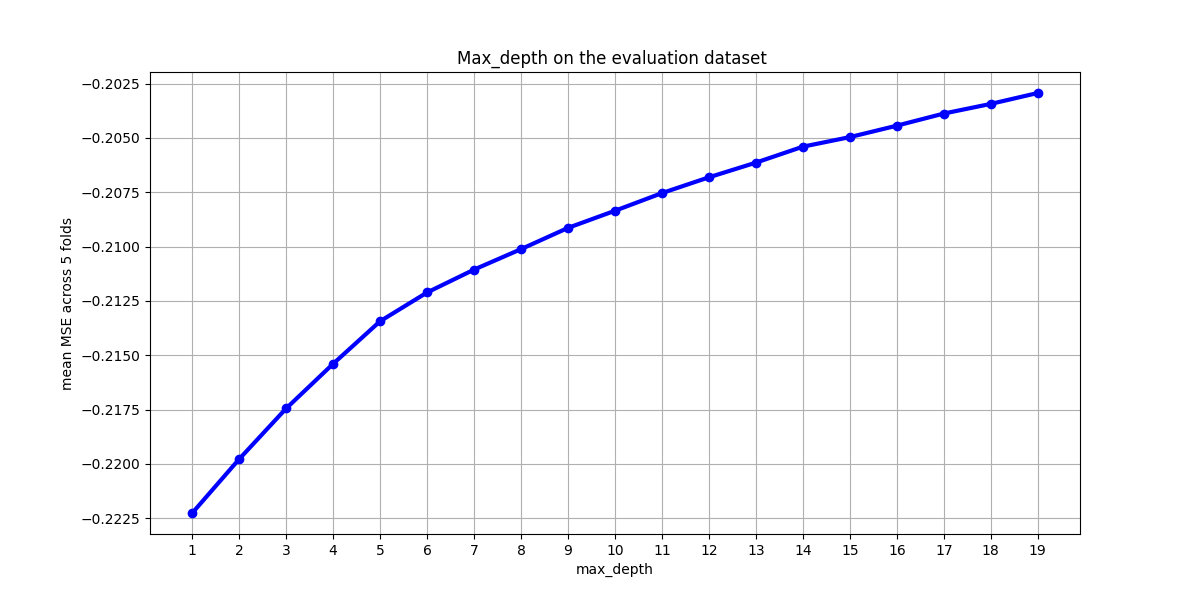 Max_depth on the evaluation dataset
−0.2025
−0.2050
−0.2075
−0.2100
−0.2125
−0.2150
−0.2175
−0.2200
−0.2225
mean MSE across 5 folds
1 2 3 4 5 6 7 8 9 10 11 12 13 14 15 16 17 18 19
max_depth